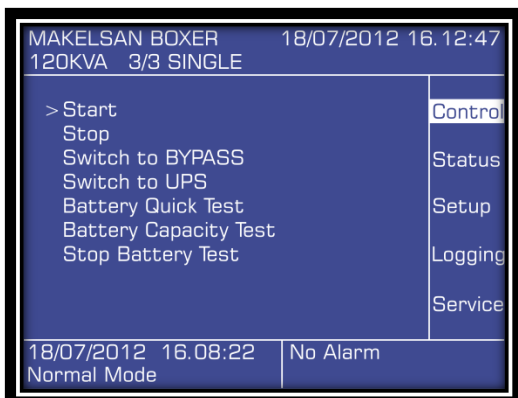 MAKELSAN BOXER 18/07/2012 16.12:47
120KVA 3/3 SINGLE
> Start
Stop
Switch to BYPASS
Switch to UPS
Battery Quick Test
Battery Capacity Test
Stop Battery Test
Control
Status
Setup
Logging
Service
18/07/2012 16.08:22 No Alarm
Normal Mode